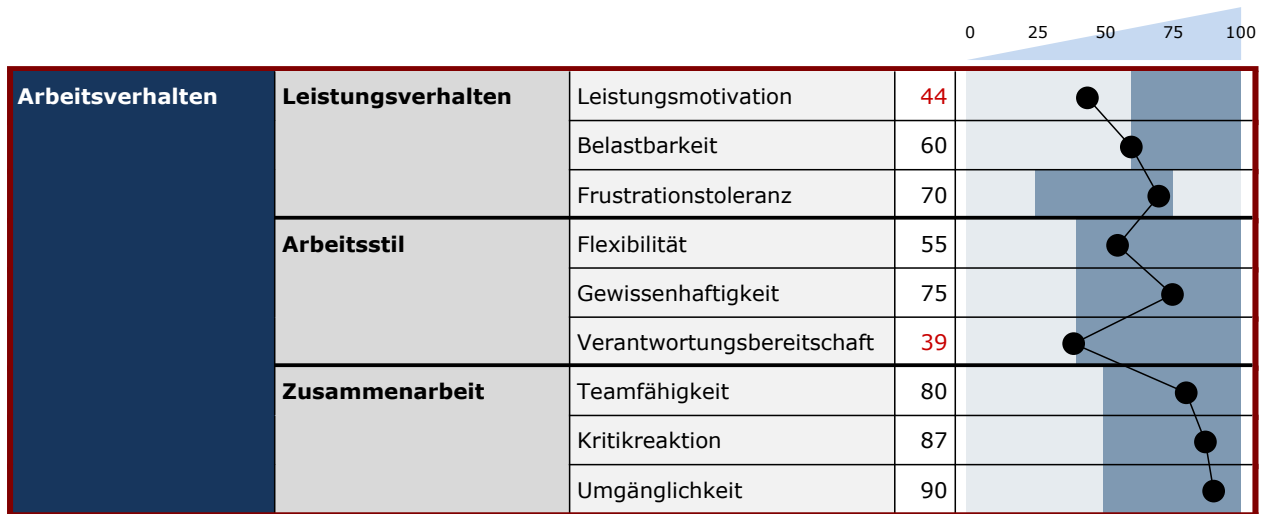 0 25 50 75 100
Arbeitsverhalten Leistungsverhalten Leistungsmotivation 44
Belastbarkeit 60
Frustrationstoleranz 70
Arbeitsstil Flexibilität 55
Gewissenhaftigkeit 75
Verantwortungsbereitschaft 39
Zusammenarbeit Teamfähigkeit 80
Kritikreaktion 87
Umgänglichkeit 90